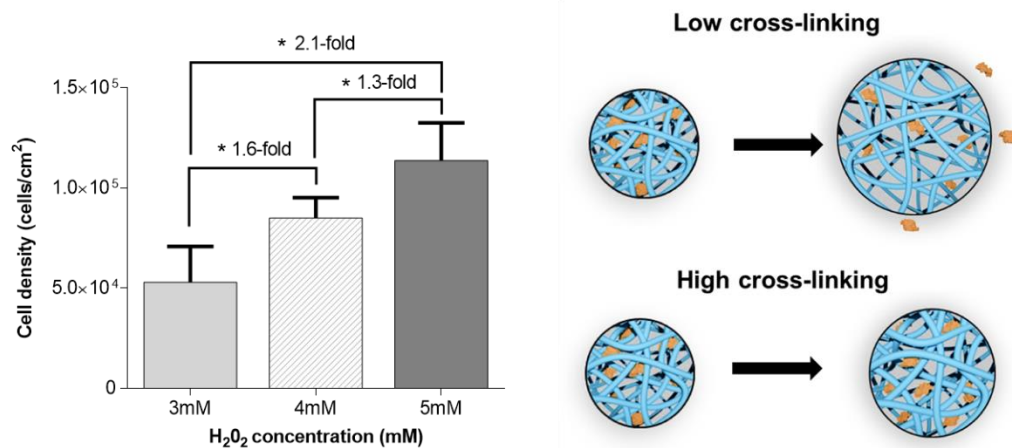 * 2.1-fold
* 1.3-fold
* 1.6-fold
Cell density (cells/cm²)
1.5×10⁵
1.0×10⁵
5.0×10⁴
0
3mM 4mM 5mM
H₂0₂ concentration (mM)
Low cross-linking
High cross-linking